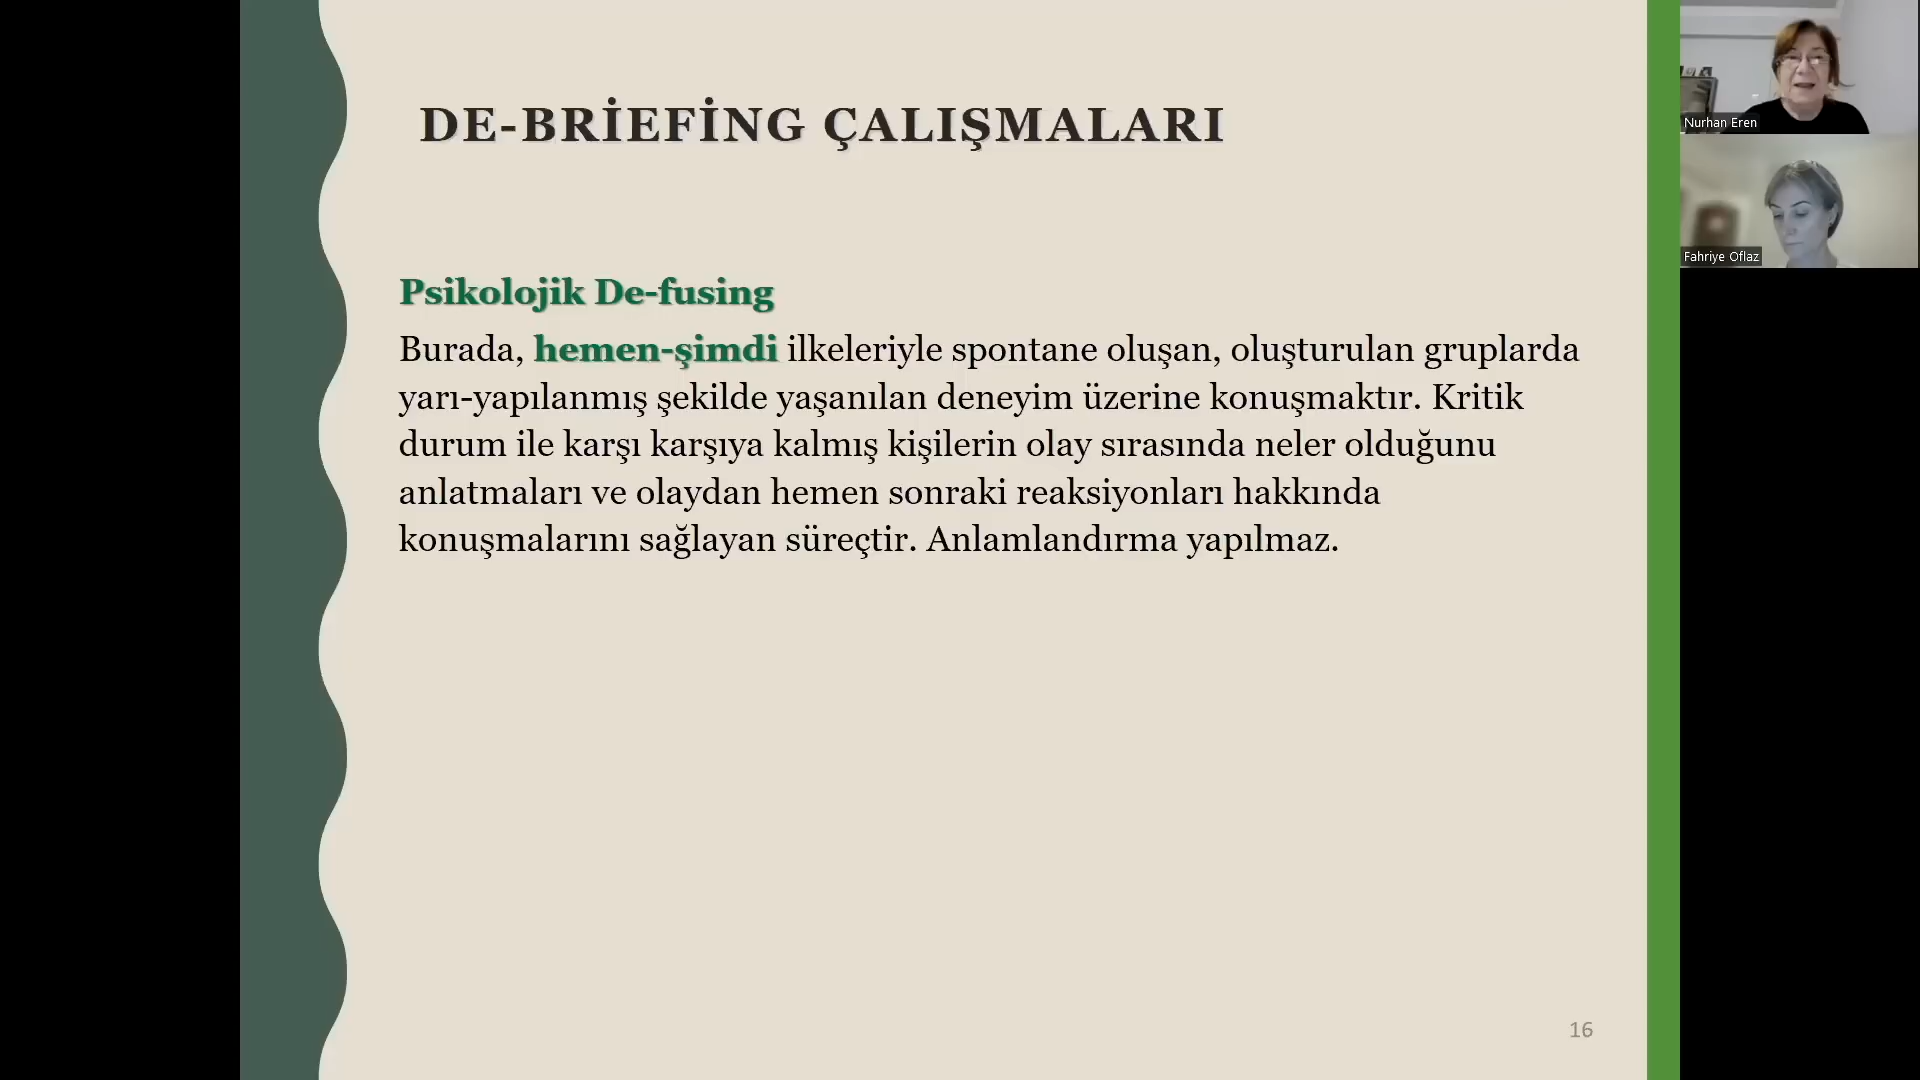 DE-BRİEFİNG ÇALIŞMALARI
Psikolojik De-fusing
Burada, hemen-şimdi ilkeleriyle spontane oluşan, oluşturulan gruplarda
yarı-yapılanmış şekilde yaşanılan deneyim üzerine konuşmaktır. Kritik
durum ile karşı karşıya kalmış kişilerin olay sırasında neler olduğunu
anlatmaları ve olaydan hemen sonraki reaksiyonları hakkında
konuşmalarını sağlayan süreçtir. Anlamlandırma yapılmaz.
16
Nurhan Eren
Fahriye Oflaz